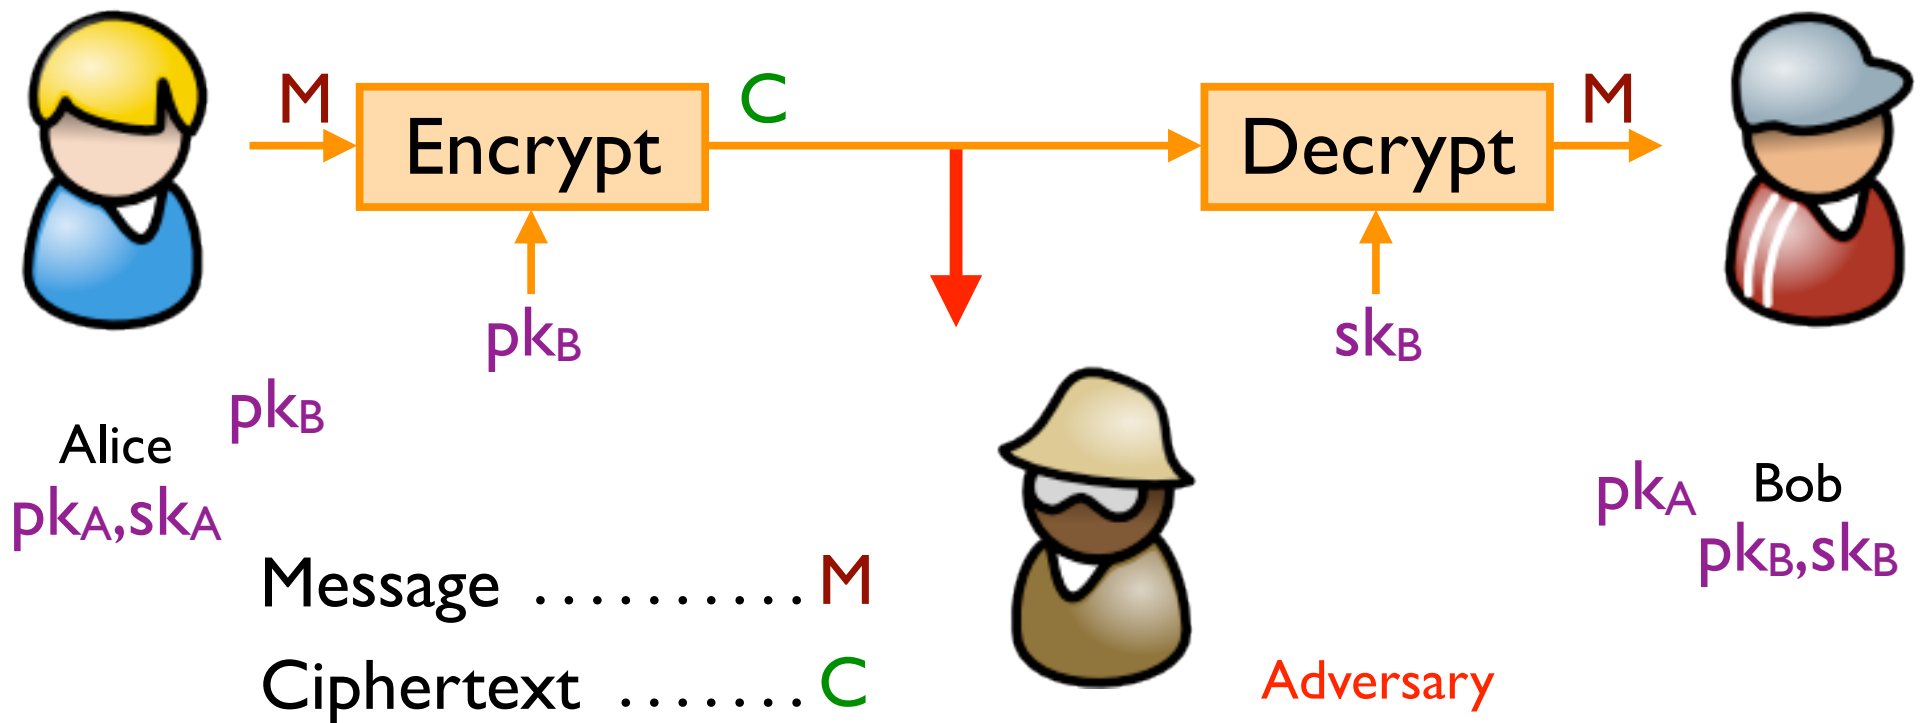 M
Encrypt
C
Decrypt
M
pkB
skB
pkB
Alice
pkA,skA
pkA
Bob
pkB,skB
Message .......... M
Ciphertext ....... C
Adversary